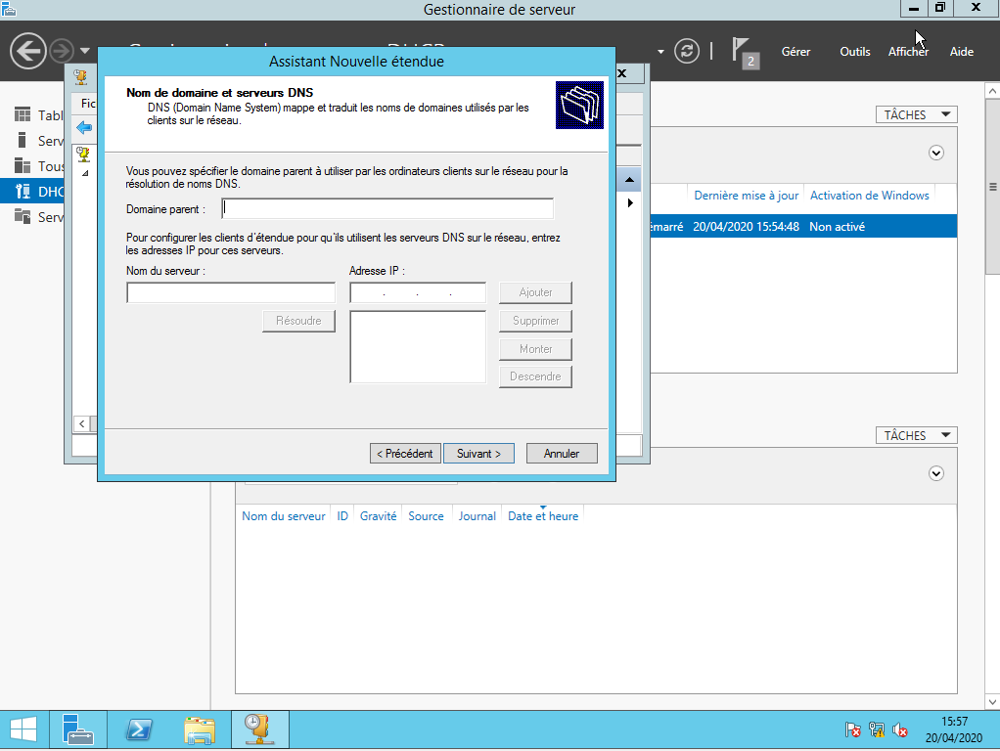 Gestionnaire de serveur
2
Gérer
Outils
Afficher
Aide
Assistant Nouvelle étendue
Nom de domaine et serveurs DNS
DNS (Domain Name System) mappe et traduit les noms de domaines utilisés par les
clients sur le réseau.
Fic
Tabl
Serv
Tous
DHC
Serv
TÂCHES
Vous pouvez spécifier le domaine parent à utiliser par les ordinateurs clients sur le réseau pour la
résolution de noms DNS.
Domaine parent :
Dernière mise à jour
Activation de Windows
émarré
20/04/2020 15:54:48
Non activé
Pour configurer les clients d'étendue pour qu'ils utilisent les serveurs DNS sur le réseau, entrez
les adresses IP pour ces serveurs.
Nom du serveur :
Adresse IP :
Ajouter
Résoudre
Supprimer
Monter
Descendre
< Précédent
Suivant >
Annuler
TÂCHES
Nom du serveur
ID
Gravité
Source
Journal
Date et heure
15:57
20/04/2020